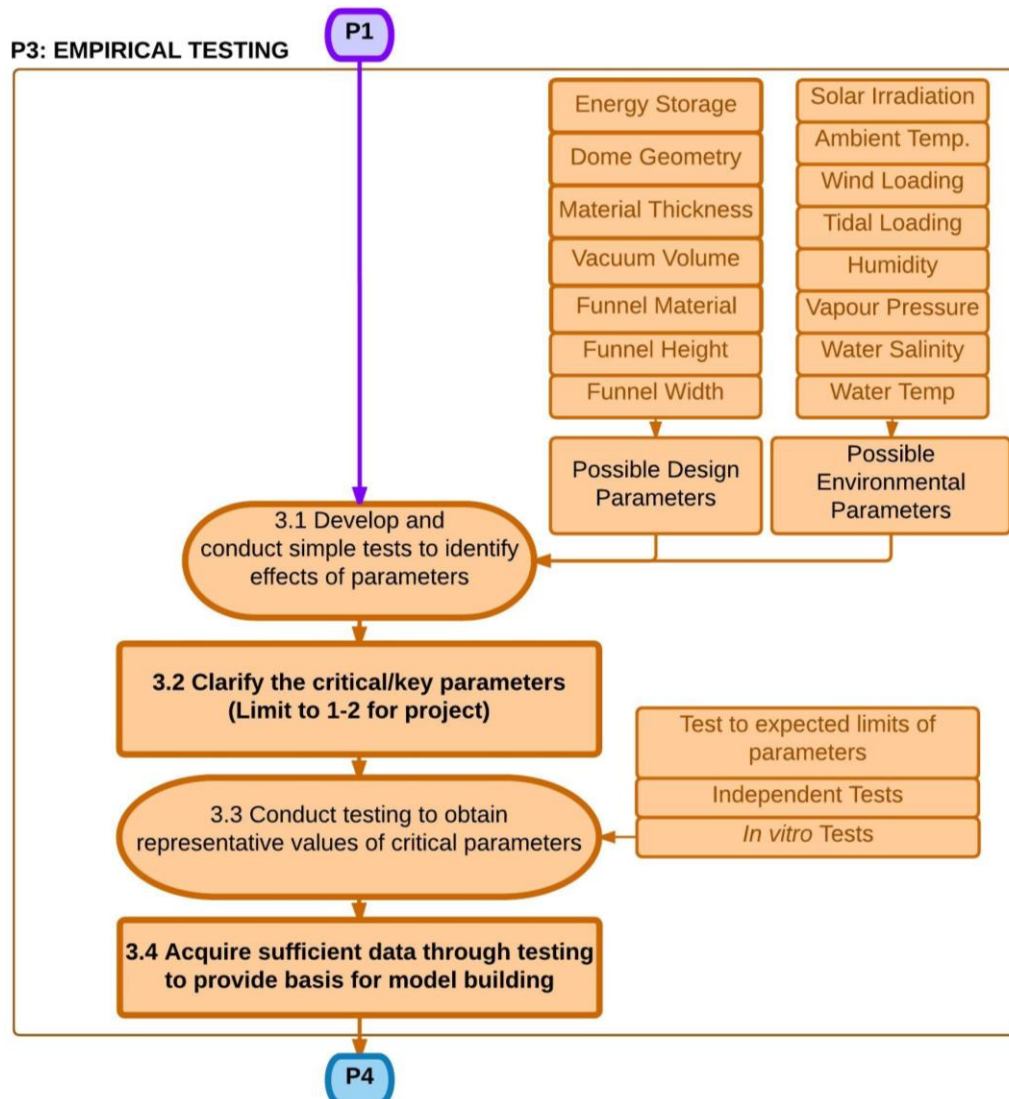 P1
P3: EMPIRICAL TESTING
Energy Storage
Dome Geometry
Material Thickness
Vacuum Volume
Funnel Material
Funnel Height
Funnel Width
Possible Design
Parameters
Solar Irradiation
Ambient Temp.
Wind Loading
Tidal Loading
Humidity
Vapour Pressure
Water Salinity
Water Temp
Possible
Environmental
Parameters
3.1 Develop and
conduct simple tests to identify
effects of parameters
3.2 Clarify the critical/key parameters
(Limit to 1-2 for project)
Test to expected limits of
parameters
Independent Tests
In vitro Tests
3.3 Conduct testing to obtain
representative values of critical parameters
3.4 Acquire sufficient data through testing
to provide basis for model building
P4